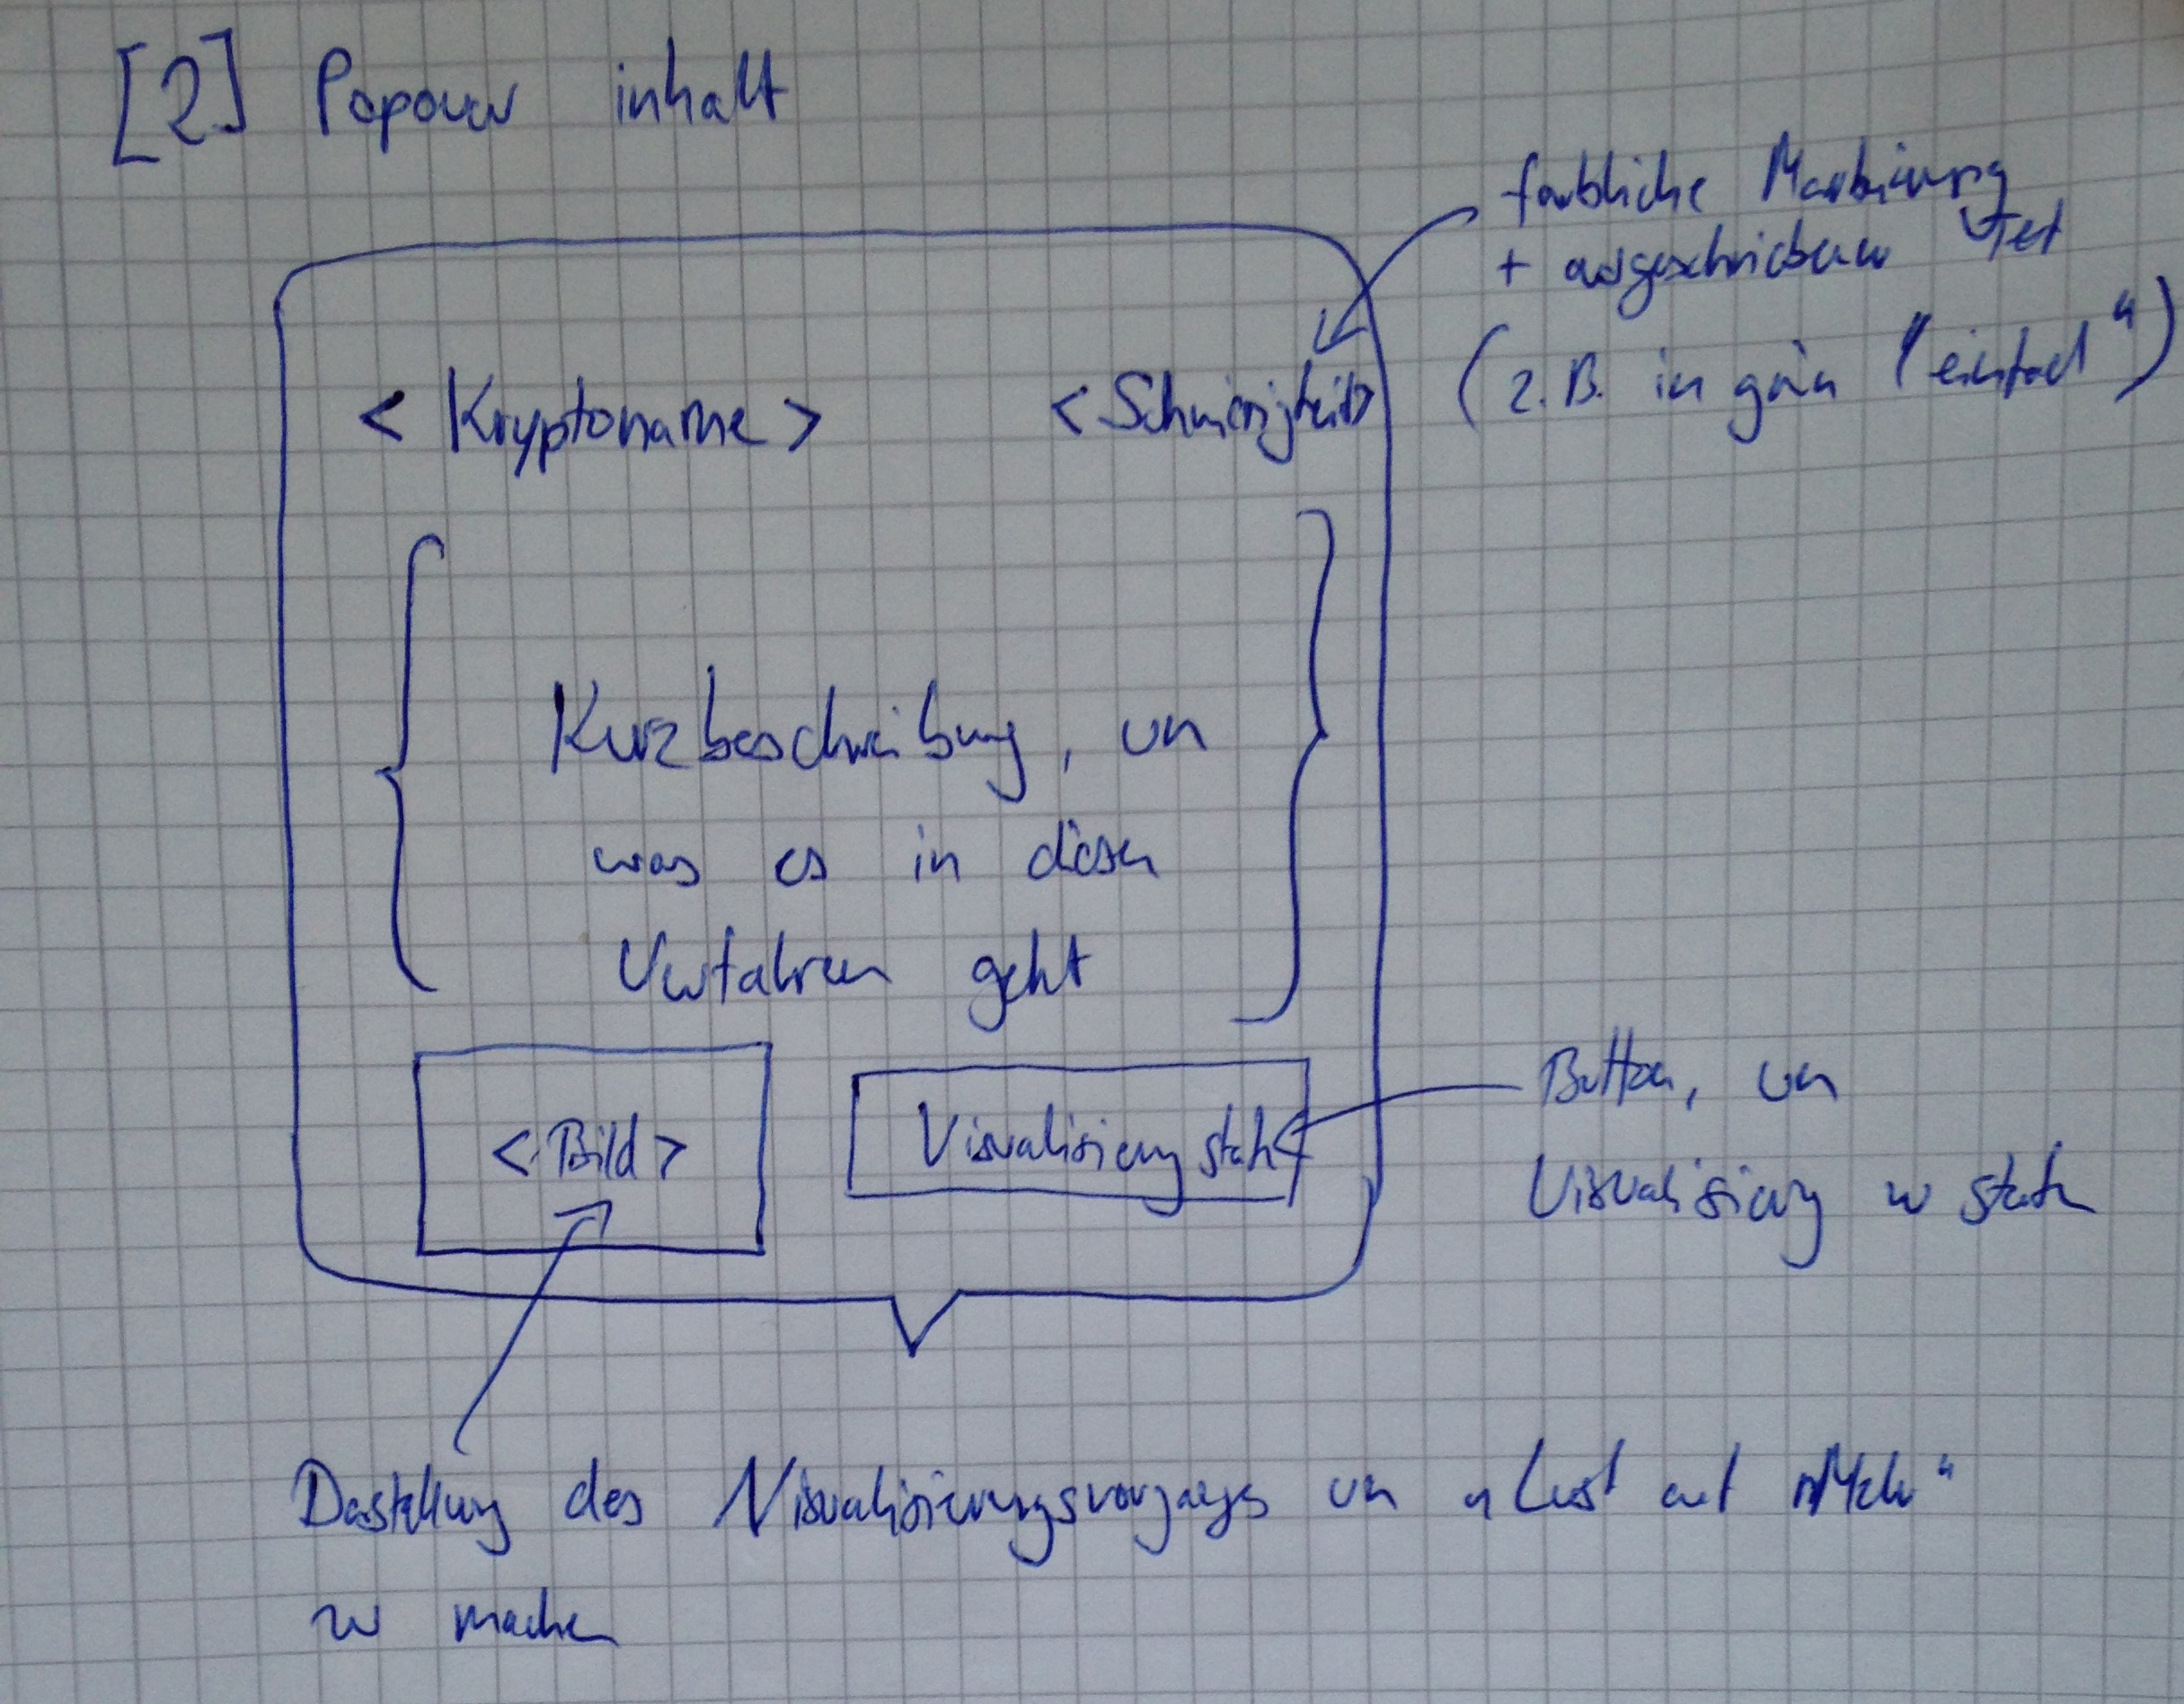 [2] Popover inhalt
farbliche Markierung
+ ausgeschriebener Text
(z.B. in grün "einfach“)
<Kryptoname> <Schwierigkeit>
Kurzbeschreibung, um
was es in diesem
Verfahren geht
<Bild>
Visualisierung starten
Button, um
Visualisierung zu starten
Darstellung des Visualisierungsvorgangs um „Lust auf Mehr“
zu machen